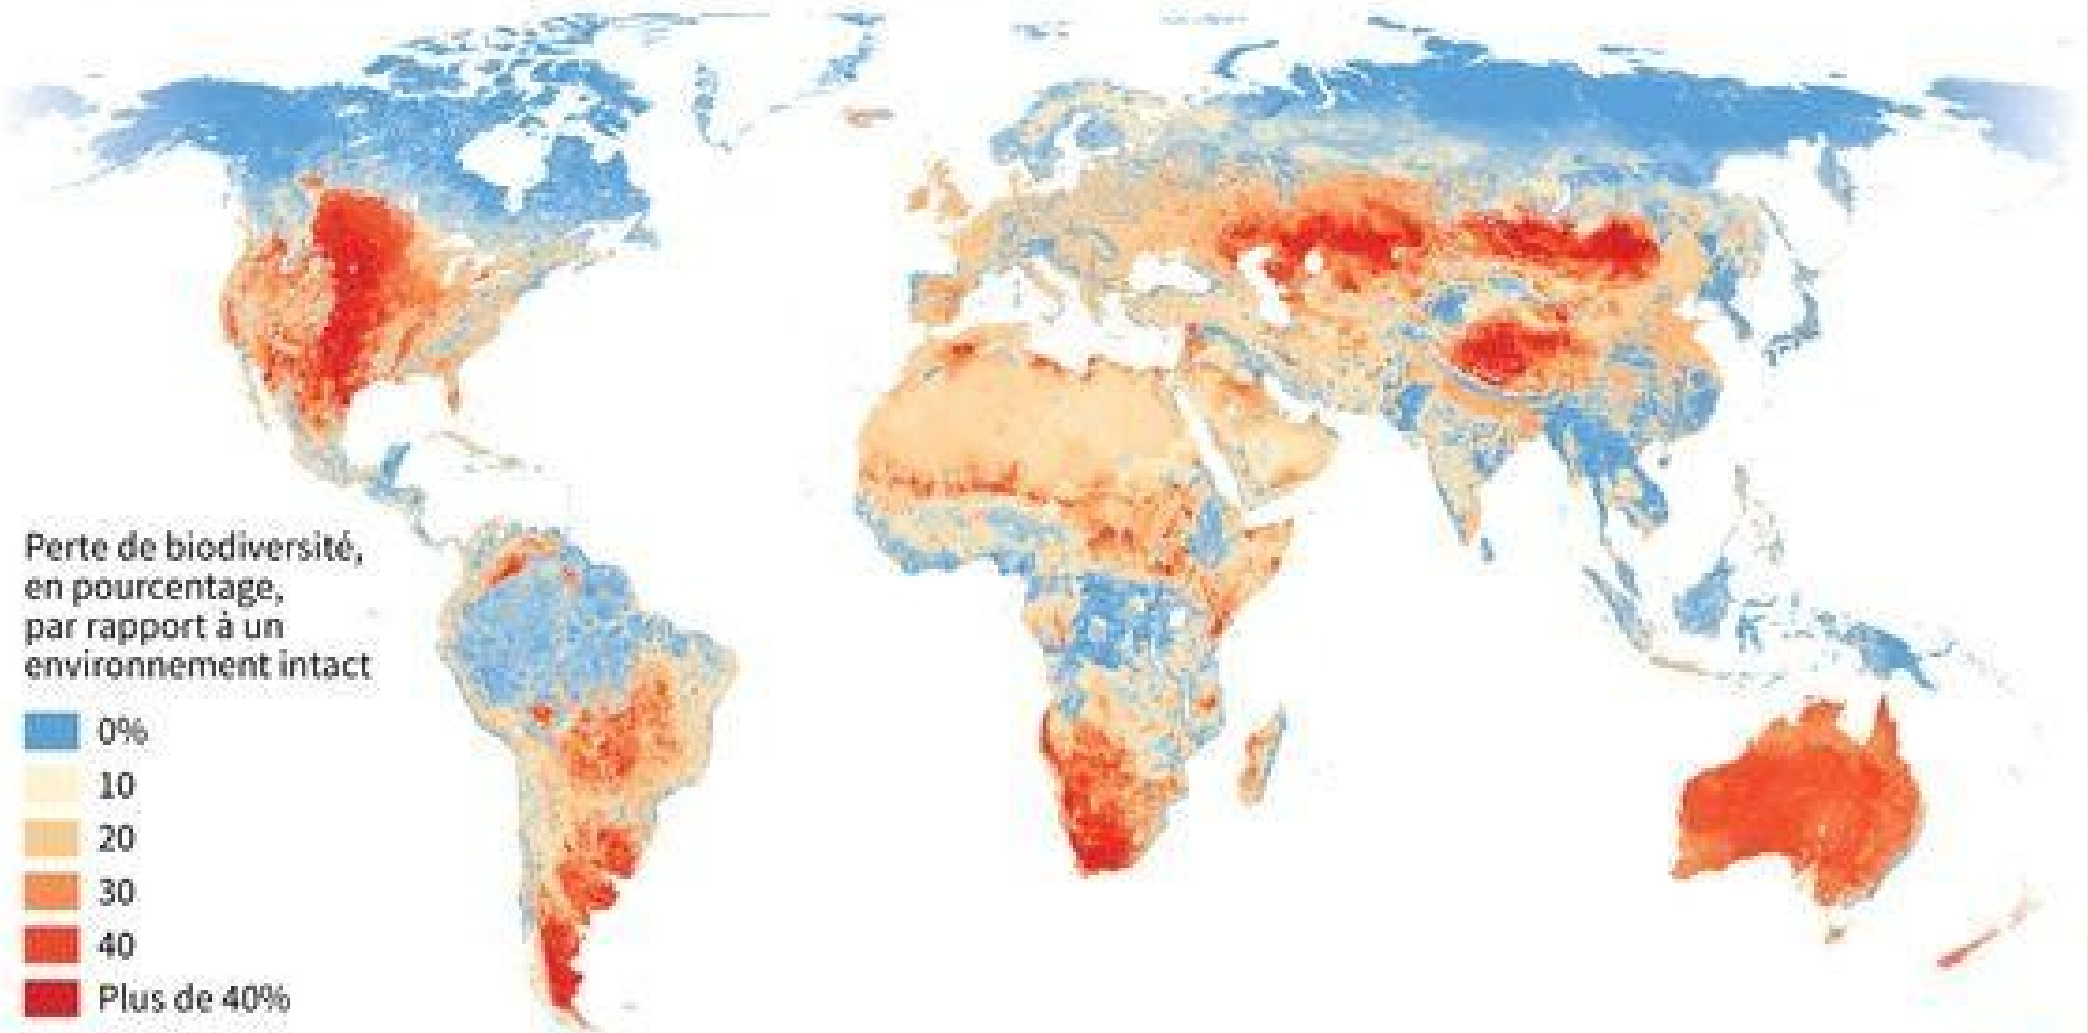 Perte de biodiversité,
en pourcentage,
par rapport à un
environnement intact
0%
10
20
30
40
Plus de 40%